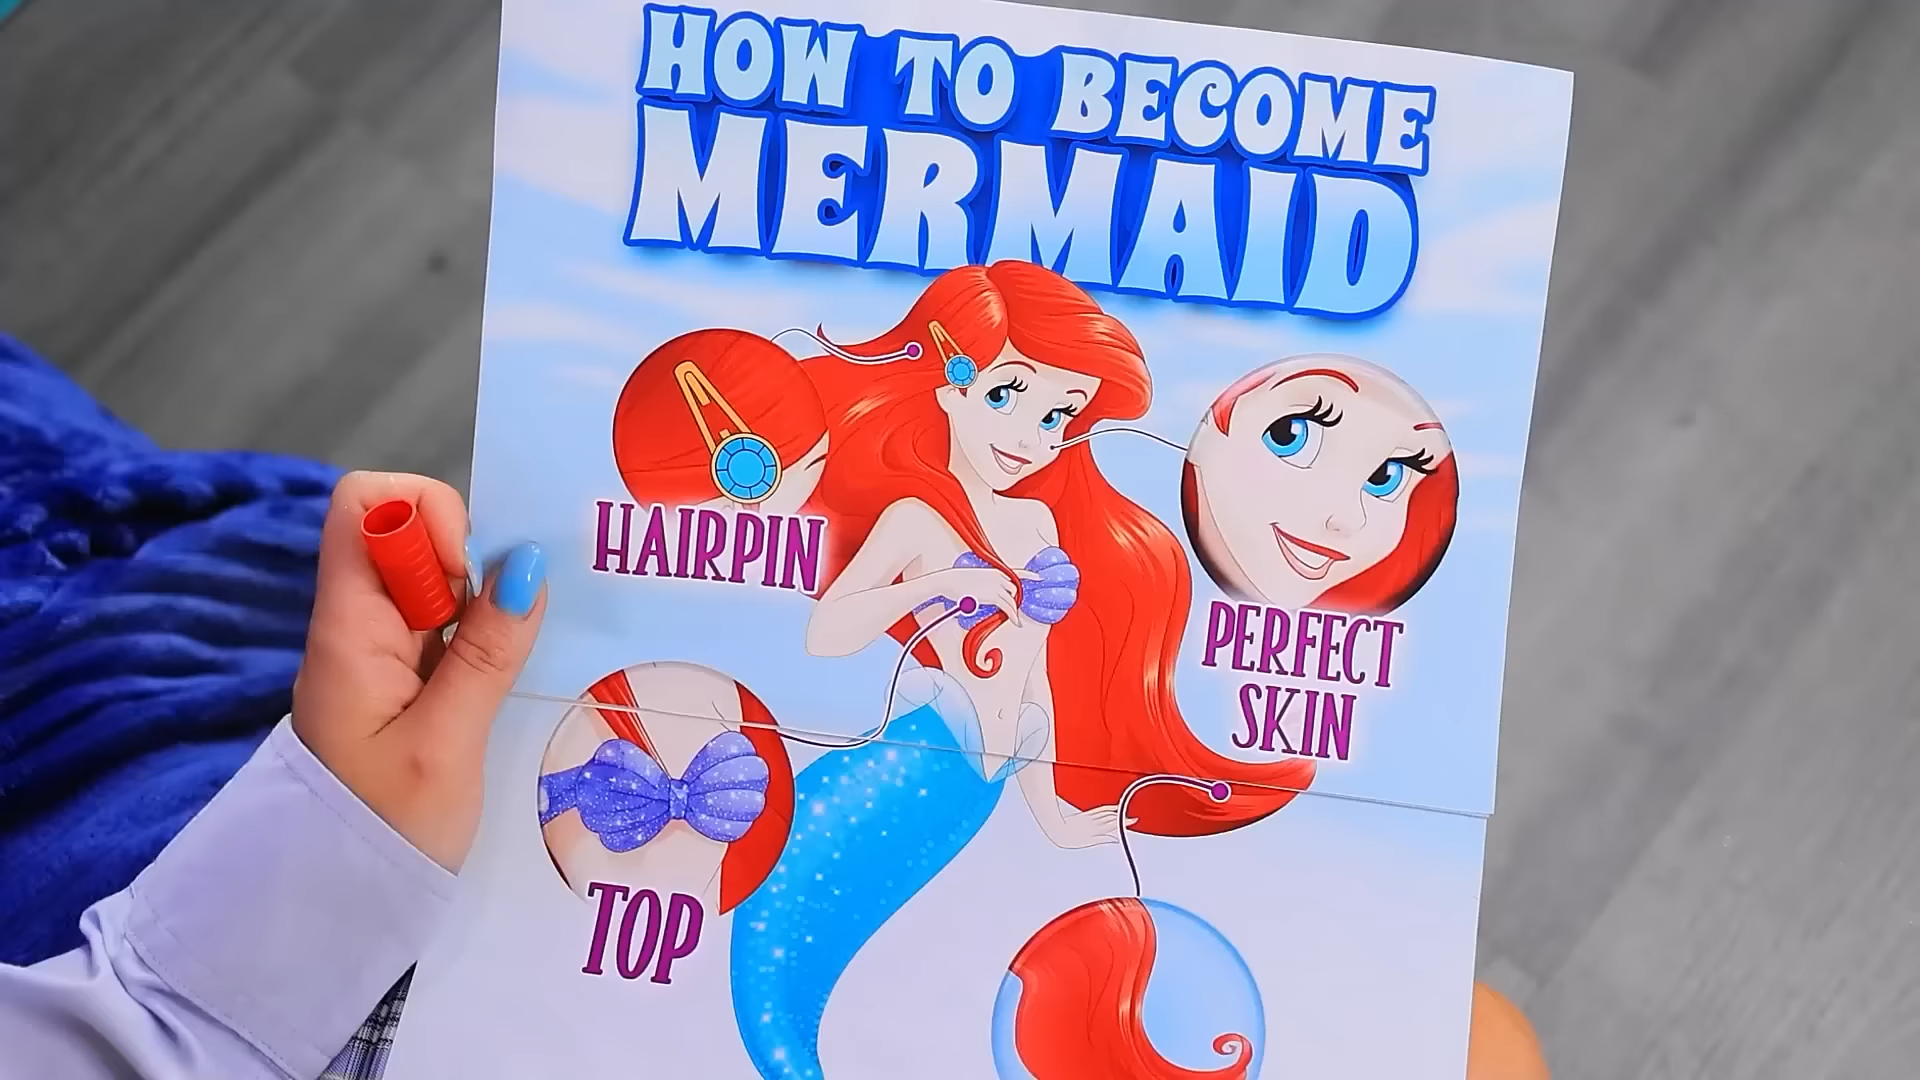 HOW TO BECOME
MERMAID
HAIRPIN
PERFECT
SKIN
TOP